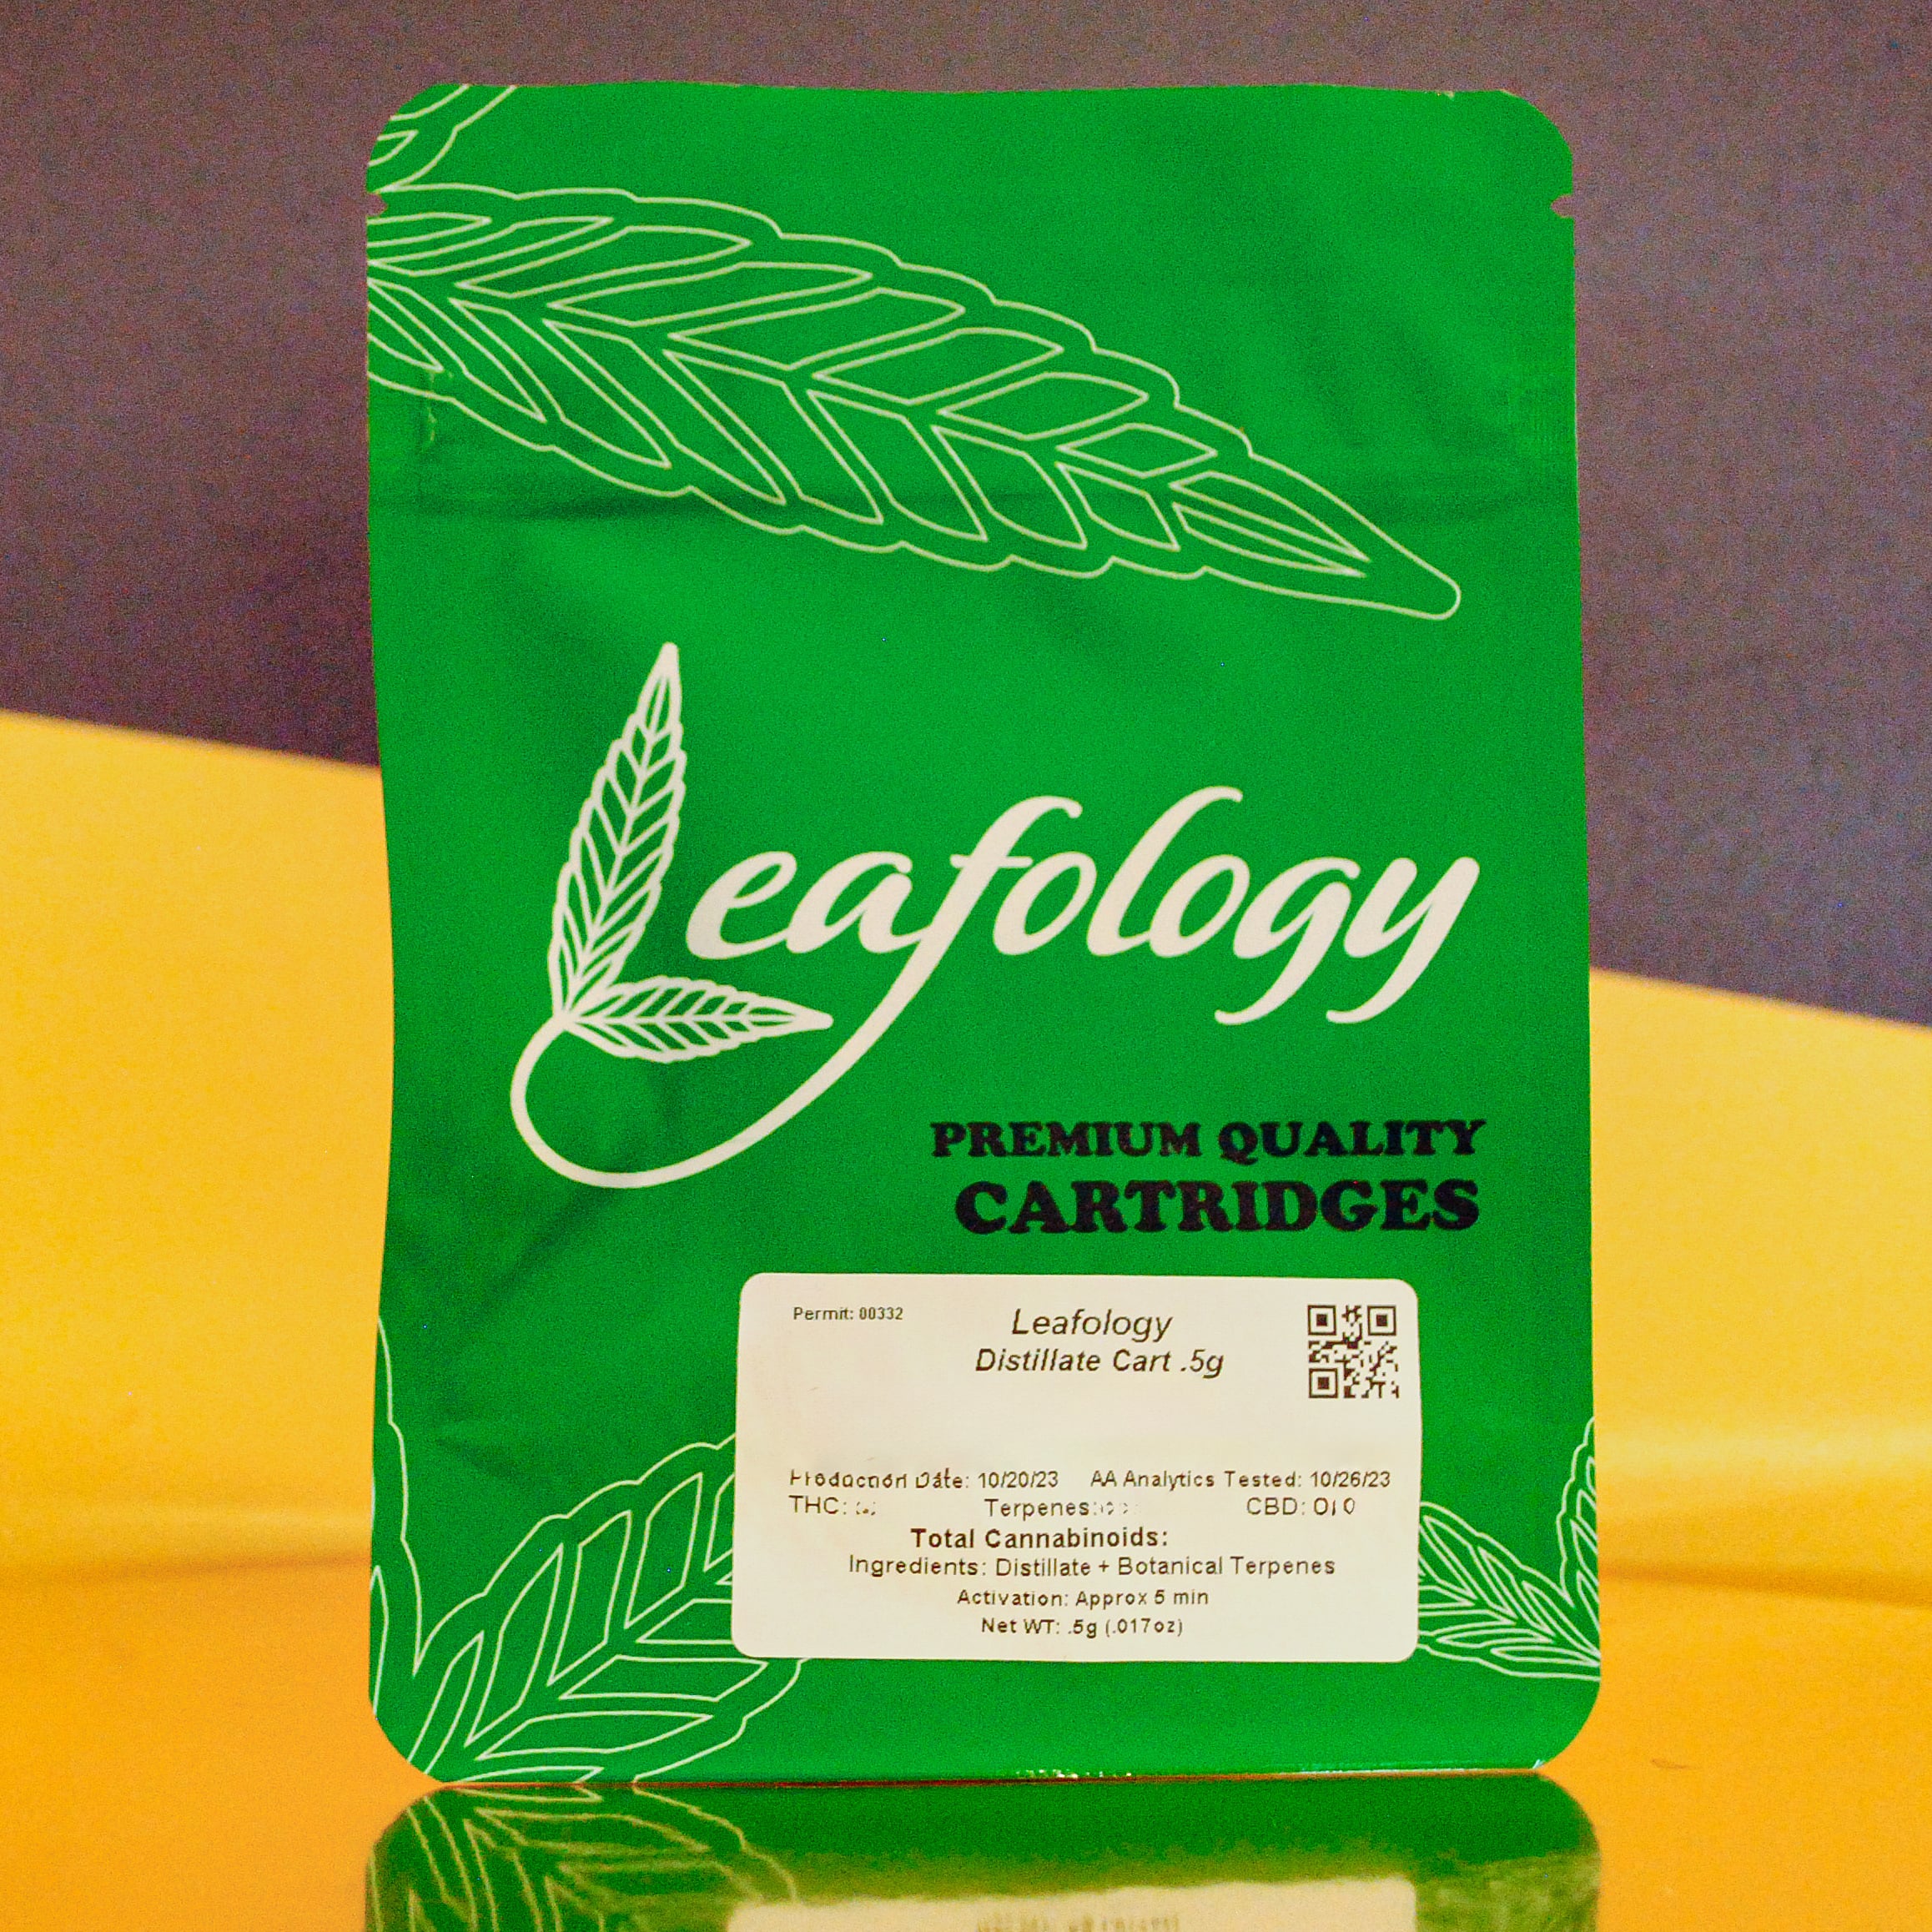 Leafology
PREMIUM QUALITY
CARTRIDGES
Permit: 00332
Leafology
Distillate Cart .5g
Production Date: 10/20/23 AA Analytics Tested: 10/26/23
THC: Terpenes: CBD:
Total Cannabinoids:
Ingredients: Distillate + Botanical Terpenes
Activation: Approx 5 min
Net WT: .5g (.017oz)